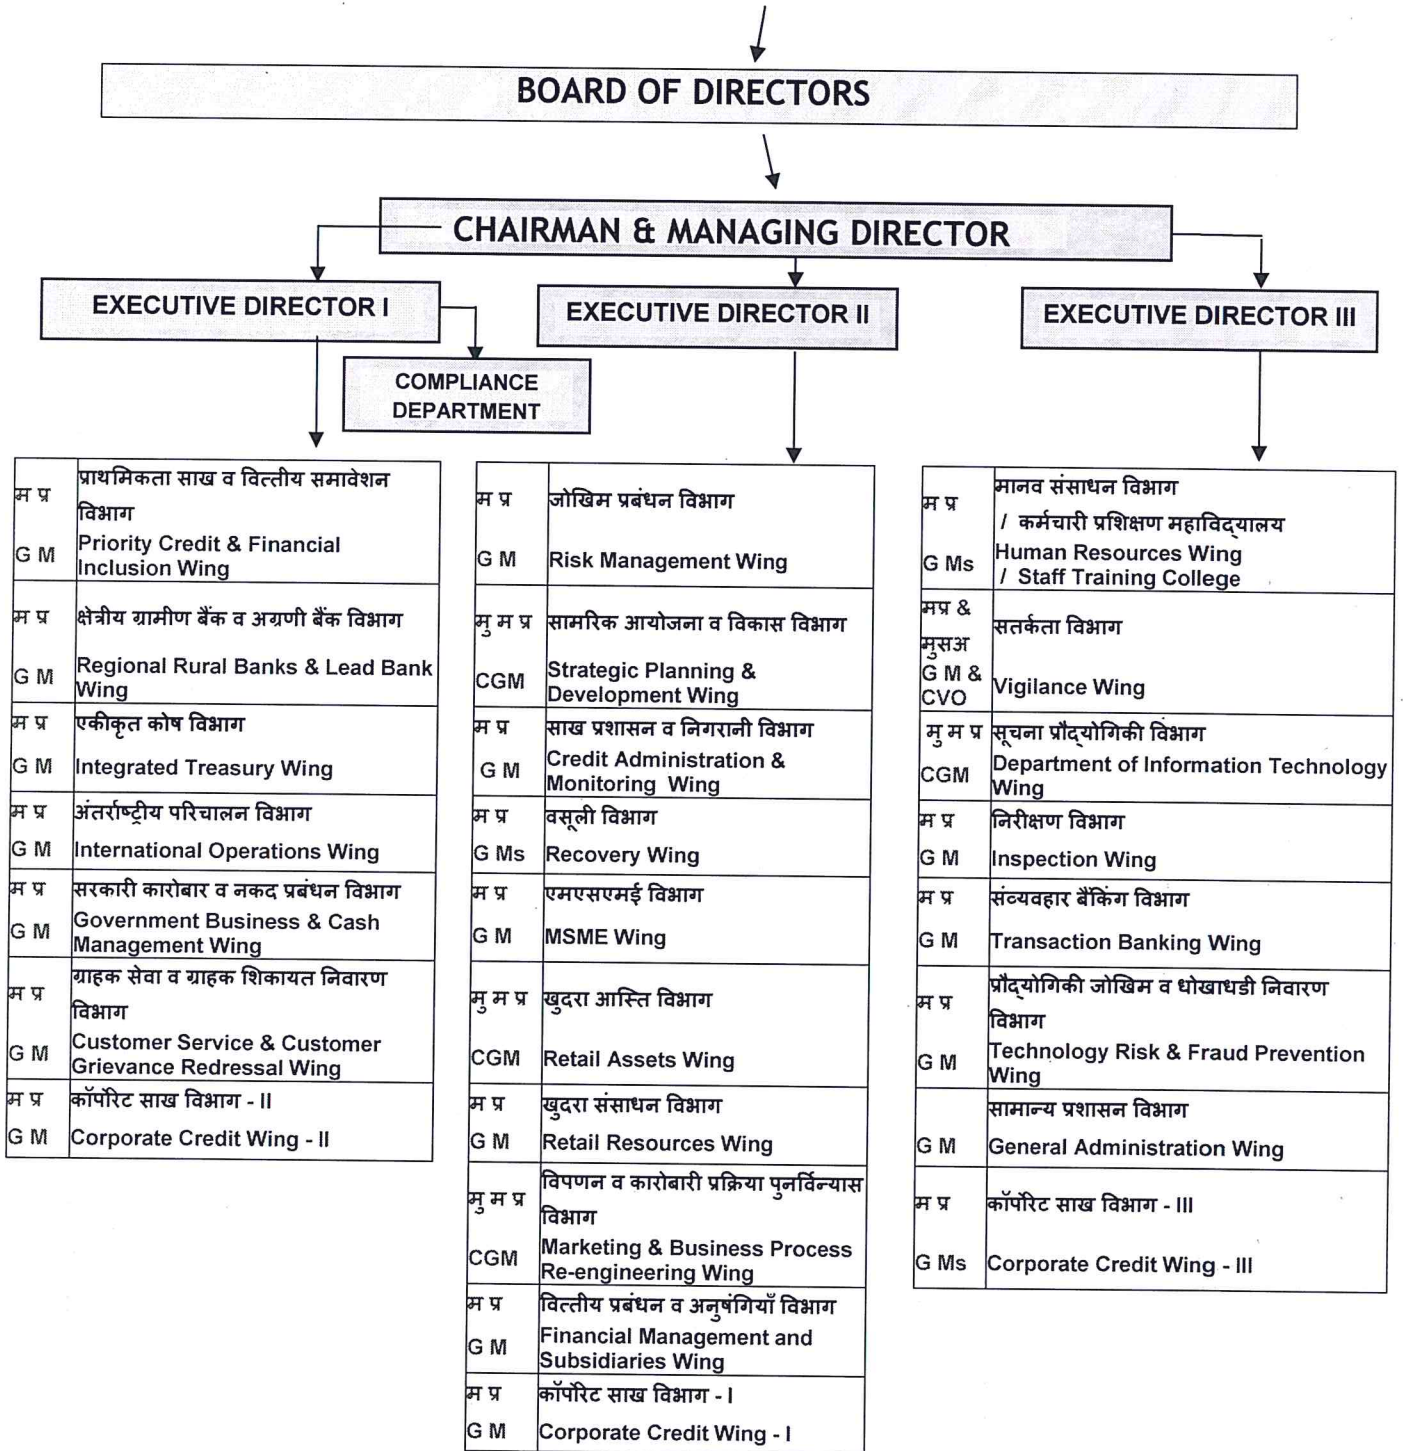 BOARD OF DIRECTORS
CHAIRMAN & MANAGING DIRECTOR
EXECUTIVE DIRECTOR I
EXECUTIVE DIRECTOR II
EXECUTIVE DIRECTOR III
COMPLIANCE
DEPARTMENT
म प्र
प्राथमिकता साख व वित्तीय समावेशन
विभाग
G M
Priority Credit & Financial
Inclusion Wing
म प्र
क्षेत्रीय ग्रामीण बैंक व अग्रणी बैंक विभाग
G M
Regional Rural Banks & Lead Bank
Wing
म प्र
एकीकृत कोष विभाग
G M
Integrated Treasury Wing
म प्र
अंतर्राष्ट्रीय परिचालन विभाग
G M
International Operations Wing
म प्र
सरकारी कारोबार व नकद प्रबंधन विभाग
G M
Government Business & Cash
Management Wing
म प्र
ग्राहक सेवा व ग्राहक शिकायत निवारण
विभाग
G M
Customer Service & Customer
Grievance Redressal Wing
म प्र
कॉर्पोरेट साख विभाग - II
G M
Corporate Credit Wing - II
म प्र
जोखिम प्रबंधन विभाग
G M
Risk Management Wing
मु म प्र
सामरिक आयोजना व विकास विभाग
CGM
Strategic Planning &
Development Wing
म प्र
साख प्रशासन व निगरानी विभाग
G M
Credit Administration &
Monitoring Wing
म प्र
वसूली विभाग
G Ms
Recovery Wing
म प्र
एमएसएमई विभाग
G M
MSME Wing
मु म प्र
खुदरा आस्ति विभाग
CGM
Retail Assets Wing
म प्र
खुदरा संसाधन विभाग
G M
Retail Resources Wing
मु म प्र
विपणन व कारोबारी प्रक्रिया पुनर्विन्यास
विभाग
CGM
Marketing & Business Process
Re-engineering Wing
म प्र
वित्तीय प्रबंधन व अनुषंगियाँ विभाग
G M
Financial Management and
Subsidiaries Wing
म प्र
कॉर्पोरेट साख विभाग - I
G M
Corporate Credit Wing - I
म प्र
मानव संसाधन विभाग
/ कर्मचारी प्रशिक्षण महाविद्यालय
G Ms
Human Resources Wing
/ Staff Training College
मप्र &
मुसअ
सतर्कता विभाग
G M &
CVO
Vigilance Wing
मु म प्र
सूचना प्रौद्योगिकी विभाग
CGM
Department of Information Technology
Wing
म प्र
निरीक्षण विभाग
G M
Inspection Wing
म प्र
संव्यवहार बैंकिंग विभाग
G M
Transaction Banking Wing
म प्र
प्रौद्योगिकी जोखिम व धोखाधडी निवारण
विभाग
G M
Technology Risk & Fraud Prevention
Wing
सामान्य प्रशासन विभाग
G M
General Administration Wing
म प्र
कॉर्पोरेट साख विभाग - III
G Ms
Corporate Credit Wing - III